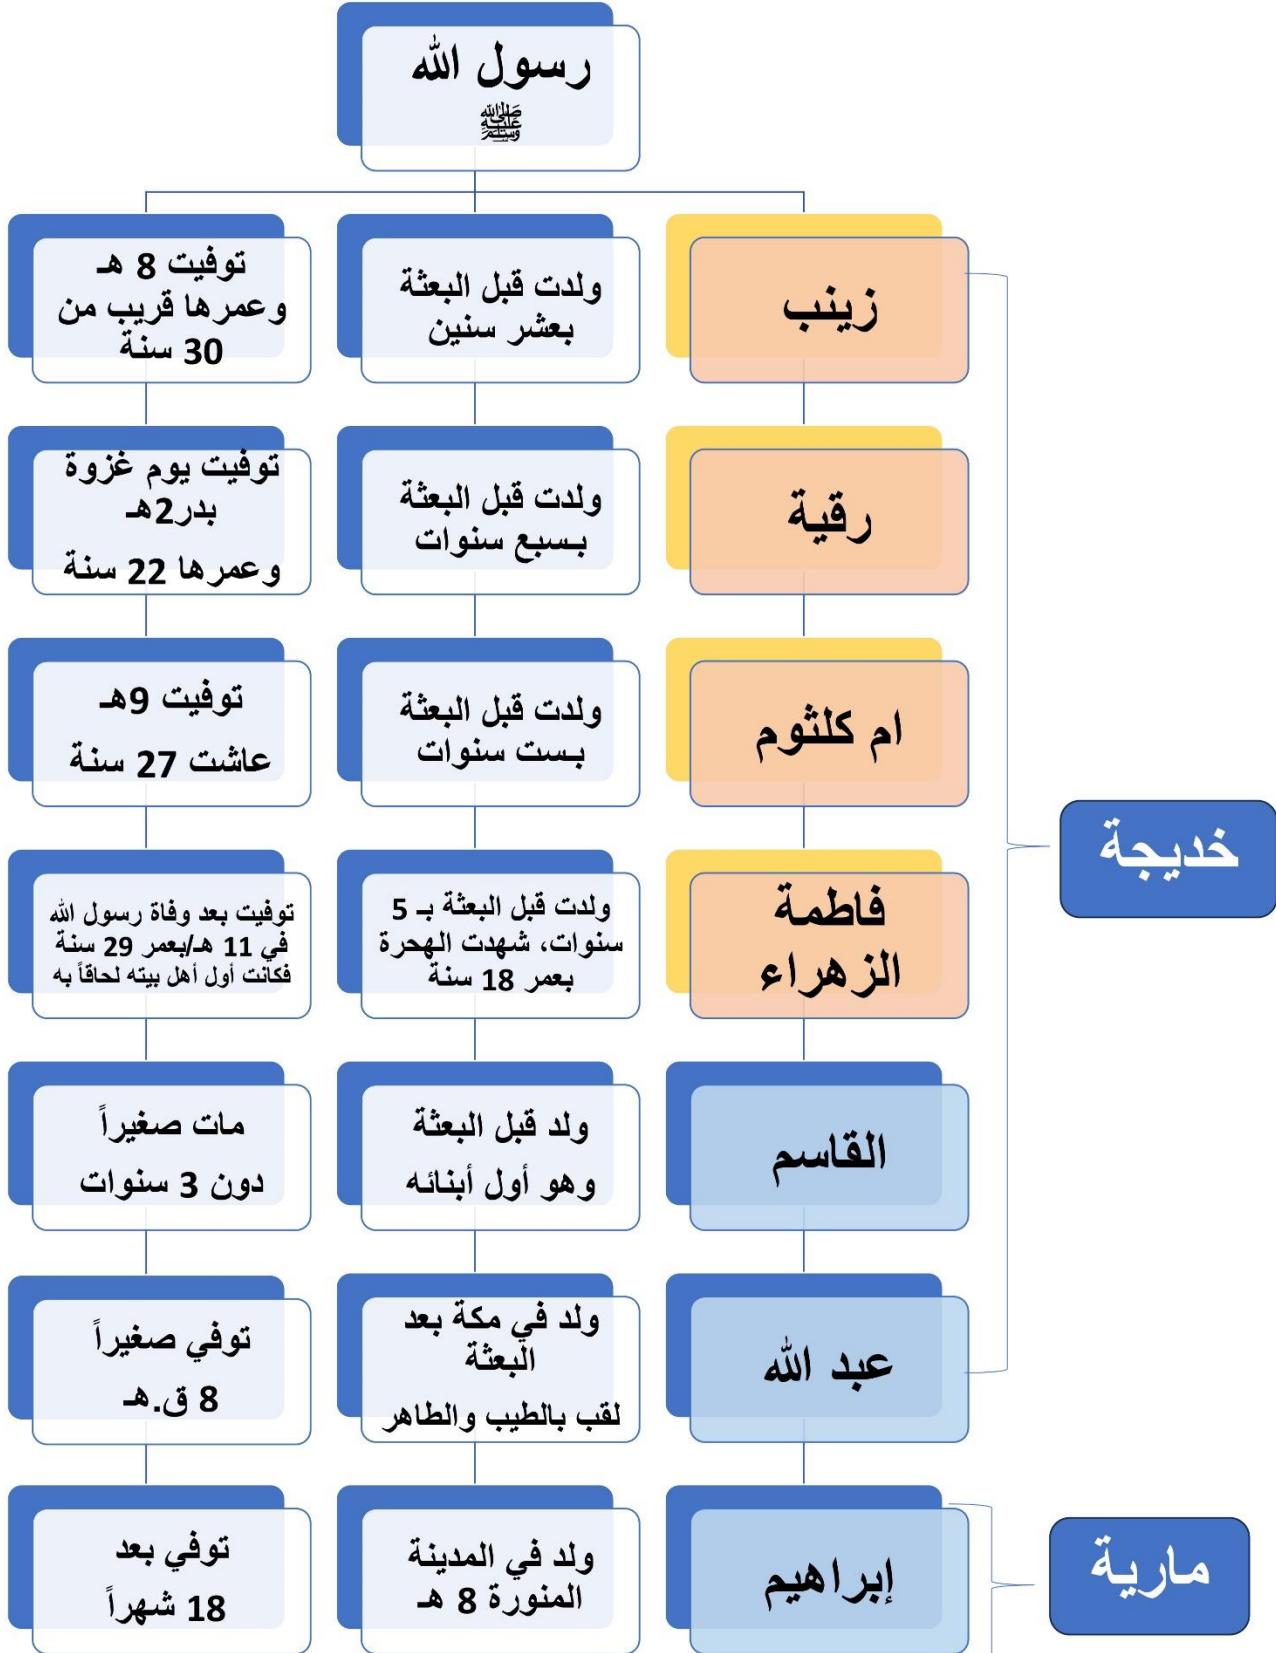 رسول الله
ﷺ
زينب
ولدت قبل البعثة
بعشر سنين
توفيت 8 هـ
وعمرها قريب من
30 سنة
رقية
ولدت قبل البعثة
بـسبع سنوات
توفيت يوم غزوة
بدر2هـ
وعمرها 22 سنة
ام كلثوم
ولدت قبل البعثة
بـست سنوات
توفيت 9هـ
عاشت 27 سنة
خديجة
فاطمة
الزهراء
ولدت قبل البعثة بـ 5
سنوات، شهدت الهحرة
بعمر 18 سنة
توفيت بعد وفاة رسول الله
في 11 هـ/بعمر 29 سنة
فكانت أول أهل بيته لحاقاً به
القاسم
ولد قبل البعثة
وهو أول أبنائه
مات صغيراً
دون 3 سنوات
عبد الله
ولد في مكة بعد
البعثة
لقب بالطيب والطاهر
توفي صغيراً
8 ق.هـ
مارية
إبراهيم
ولد في المدينة
المنورة 8 هـ
توفي بعد
18 شهراً